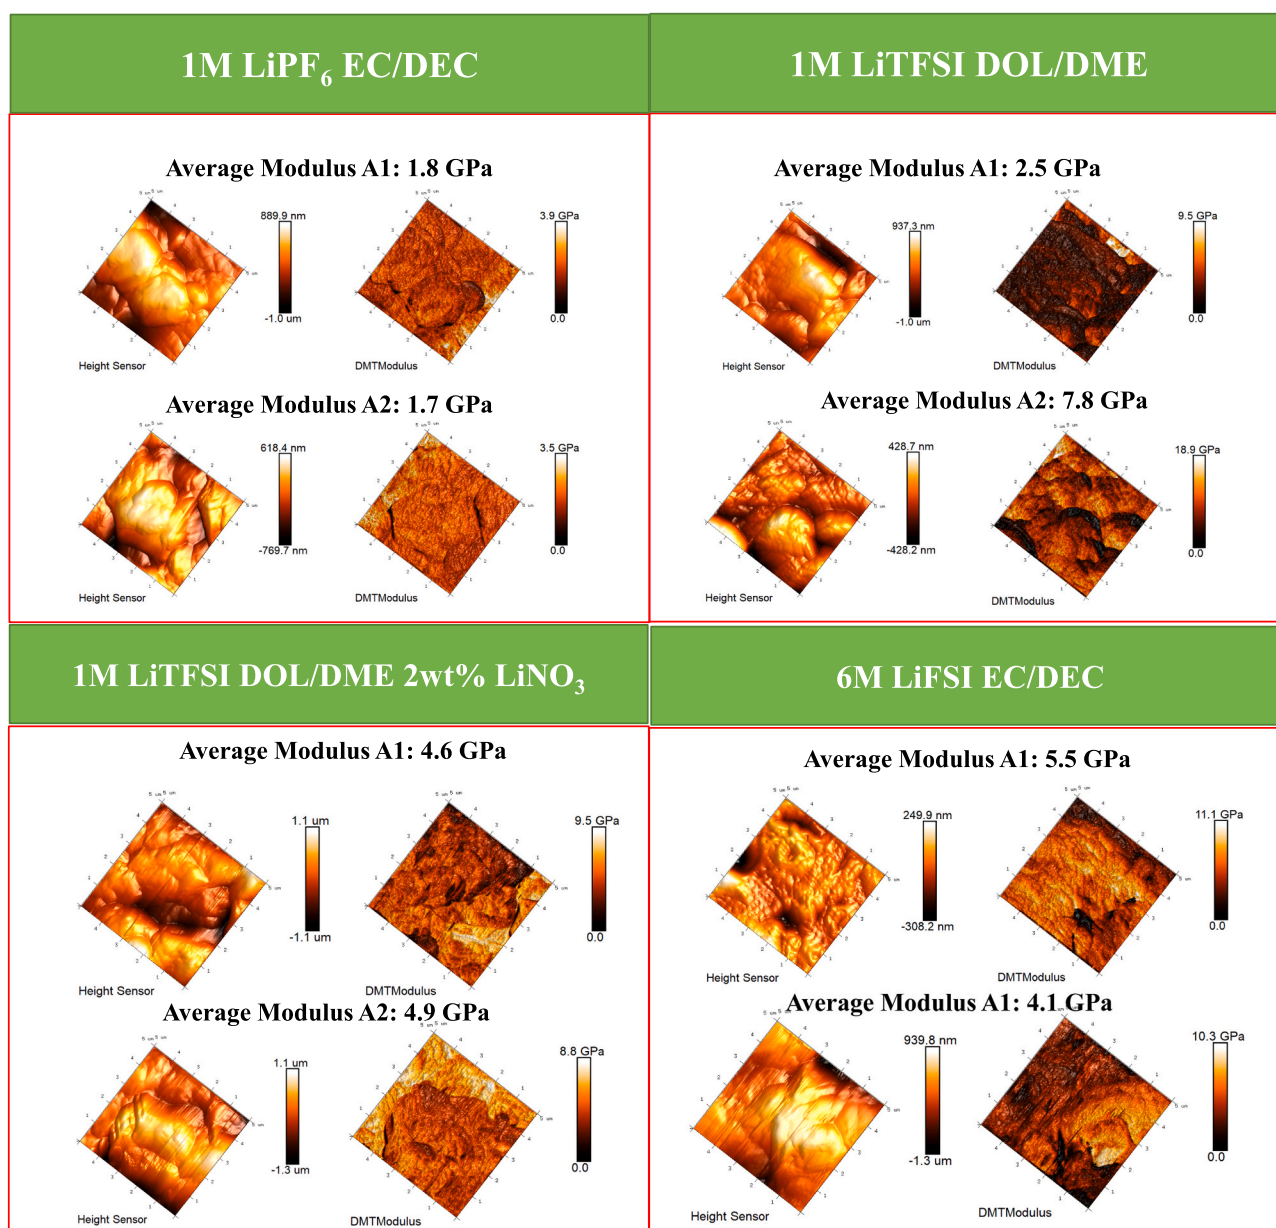 1M LiPF6 EC/DEC
Average Modulus A1: 1.8 GPa
889.9 nm
-1.0 um
Height Sensor
3.9 GPa
0.0
DMTModulus
Average Modulus A2: 1.7 GPa
618.4 nm
-769.7 nm
Height Sensor
3.5 GPa
0.0
DMTModulus
1M LiTFSI DOL/DME
Average Modulus A1: 2.5 GPa
937.3 nm
-1.0 um
Height Sensor
9.5 GPa
0.0
DMTModulus
Average Modulus A2: 7.8 GPa
428.7 nm
-428.2 nm
Height Sensor
18.9 GPa
0.0
DMTModulus
1M LiTFSI DOL/DME 2wt% LiNO3
Average Modulus A1: 4.6 GPa
1.1 um
-1.1 um
Height Sensor
9.5 GPa
0.0
DMTModulus
Average Modulus A2: 4.9 GPa
1.1 um
-1.3 um
Height Sensor
8.8 GPa
0.0
DMTModulus
6M LiFSI EC/DEC
Average Modulus A1: 5.5 GPa
249.9 nm
-308.2 nm
Height Sensor
11.1 GPa
0.0
DMTModulus
Average Modulus A1: 4.1 GPa
939.8 nm
-1.3 um
Height Sensor
10.3 GPa
0.0
DMTModulus